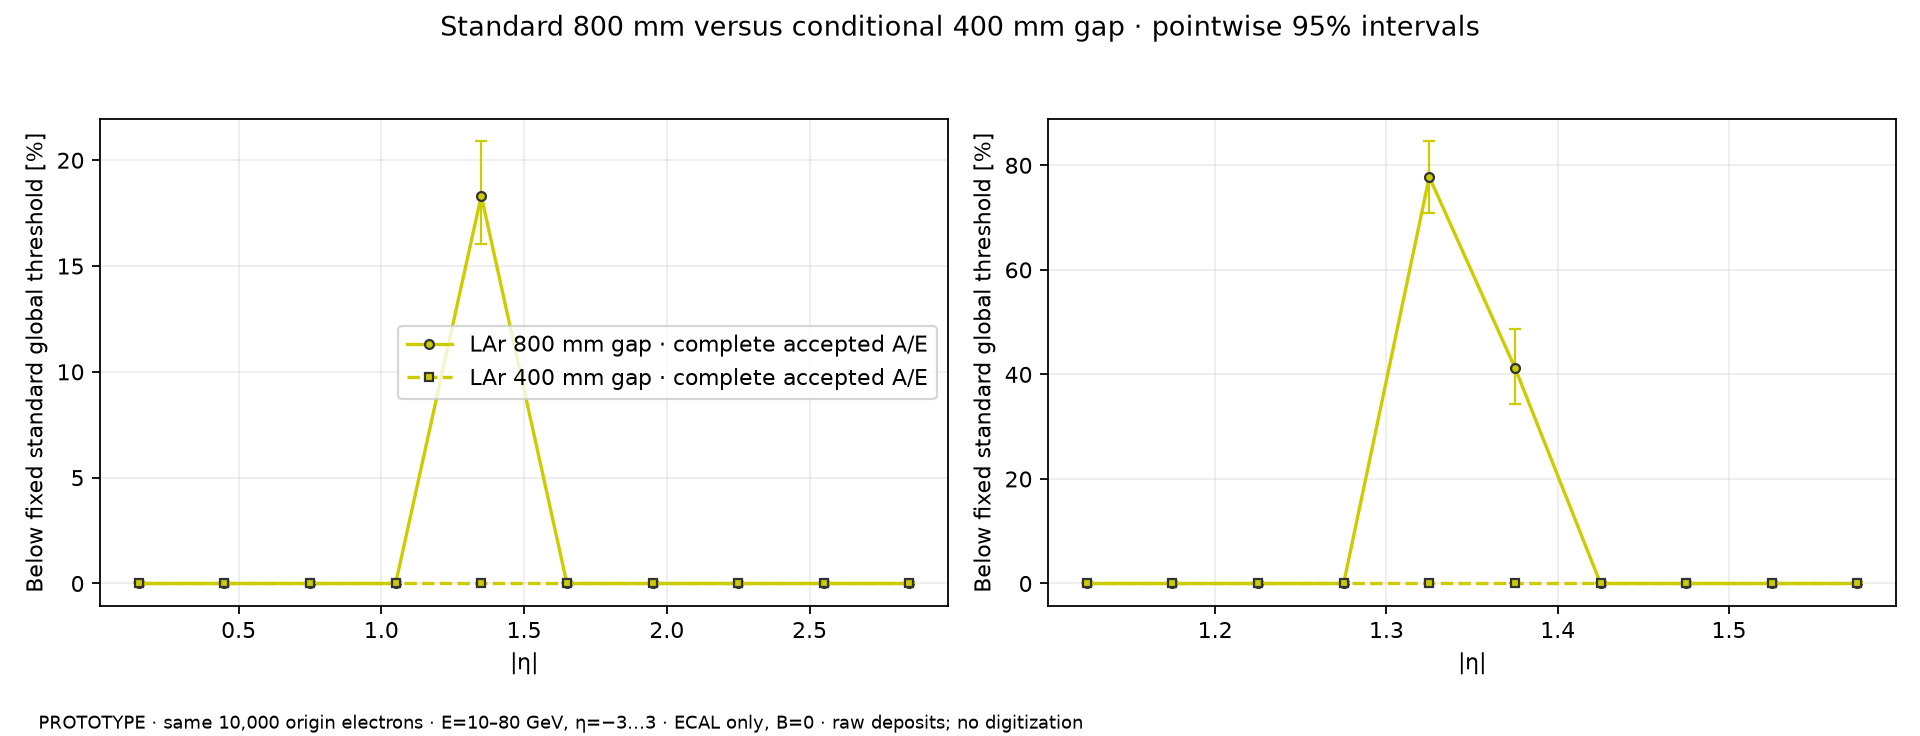 Standard 800 mm versus conditional 400 mm gap · pointwise 95% intervals
Below fixed standard global threshold [%]
20
15
10
5
0
LAr 800 mm gap · complete accepted A/E
LAr 400 mm gap · complete accepted A/E
0.5 1.0 1.5 2.0 2.5
|η|
Below fixed standard global threshold [%]
80
60
40
20
0
1.2 1.3 1.4 1.5
|η|
PROTOTYPE · same 10,000 origin electrons · E=10–80 GeV, η=−3…3 · ECAL only, B=0 · raw deposits; no digitization